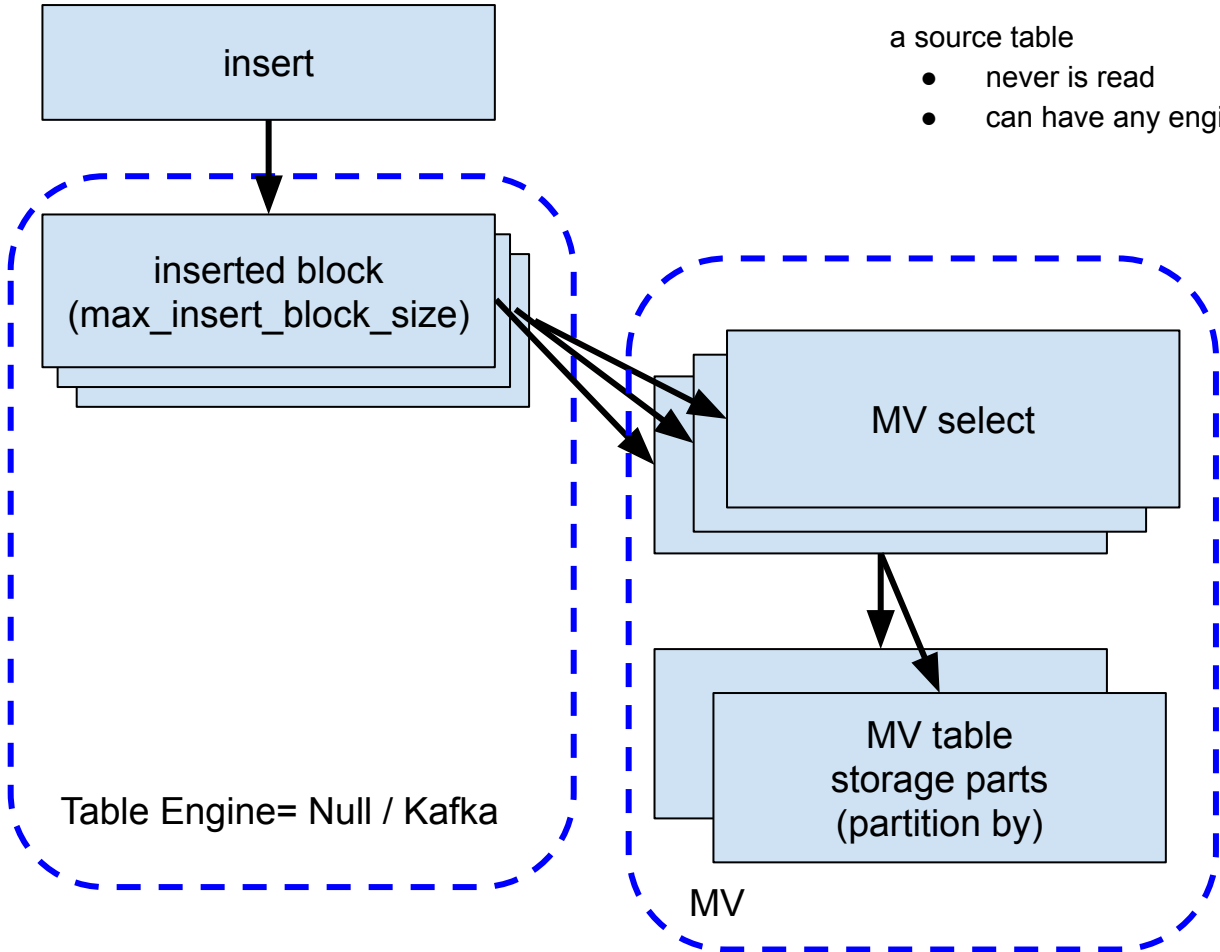 insert
a source table
● never is read
● can have any engi
inserted block
(max_insert_block_size)
MV select
MV table
storage parts
(partition by)
Table Engine= Null / Kafka
MV